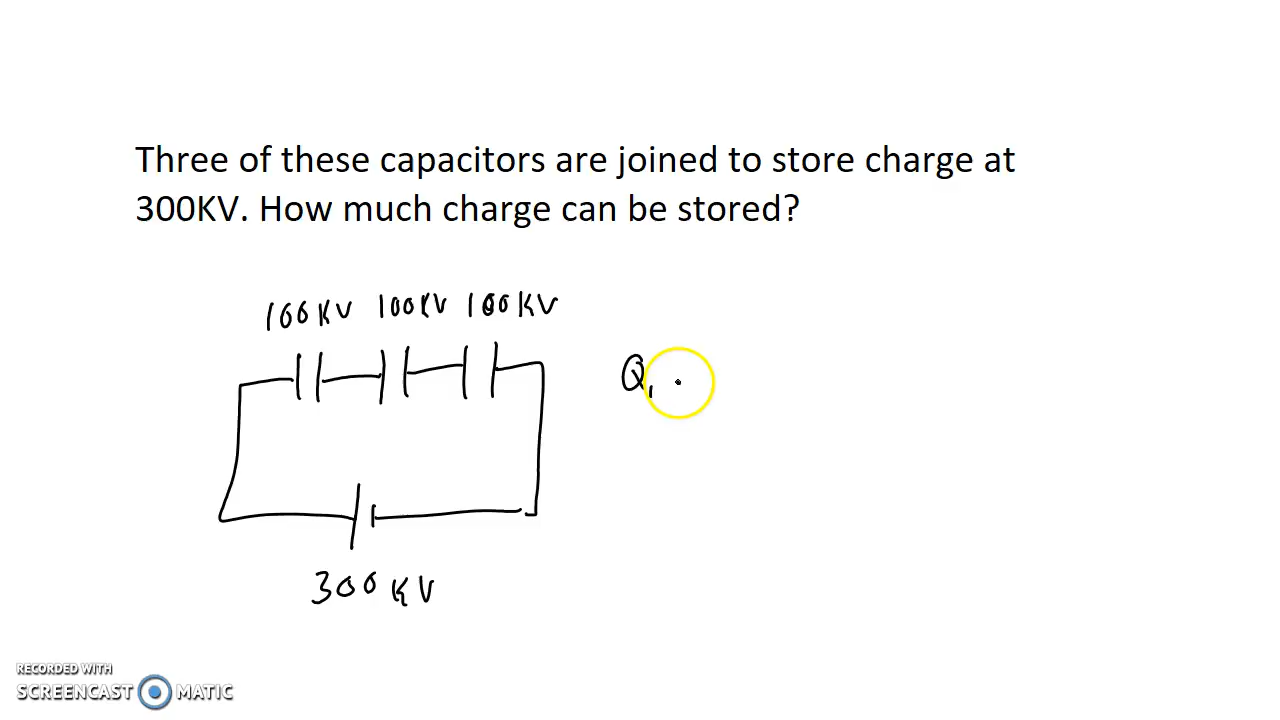 Three of these capacitors are joined to store charge at
300KV. How much charge can be stored?
100KV 100KV 100KV
Q₁
300KV
RECORDED WITH
SCREENCAST MATIC